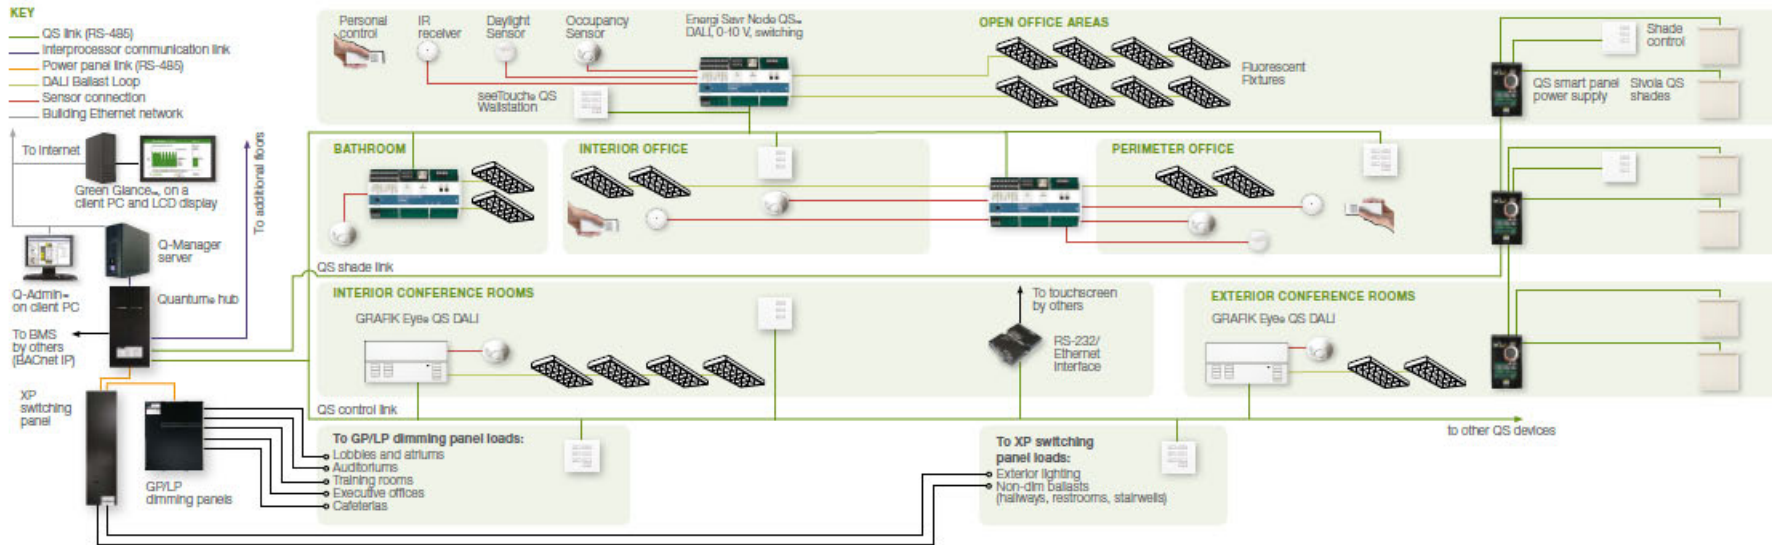 KEY
QS link (RS-485)
Interprocessor communication link
Power panel link (RS-485)
DALI Ballast Loop
Sensor connection
Building Ethernet network
To Internet
Green Glance™, on a
client PC and LCD display
To additional floors
Q-Manager
server
Q-Admin™
on client PC
Quantum® hub
To BMS
by others
(BACnet IP)
XP
switching
panel
GP/LP
dimming panels
Personal
control
IR
receiver
Daylight
Sensor
Occupancy
Sensor
Energi Savr Node QS™
DALI, 0-10 V, switching
seeTouch® QS
Wallstation
OPEN OFFICE AREAS
Fluorescent
Fixtures
Shade
control
QS smart panel
power supply
Sivoia QS
shades
BATHROOM
INTERIOR OFFICE
PERIMETER OFFICE
QS shade link
INTERIOR CONFERENCE ROOMS
GRAFIK Eye® QS DALI
To touchscreen
by others
RS-232/
Ethernet
Interface
EXTERIOR CONFERENCE ROOMS
GRAFIK Eye® QS DALI
QS control link
to other QS devices
To GP/LP dimming panel loads:
Lobbies and atriums
Auditoriums
Training rooms
Executive offices
Cafeterias
To XP switching
panel loads:
Exterior lighting
Non-dim ballasts
(hallways, restrooms, stairwells)